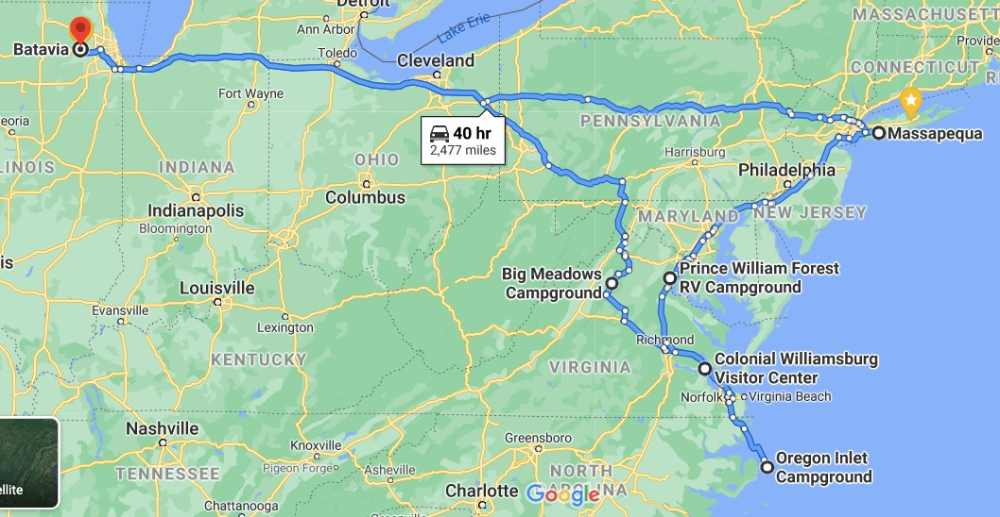 Detroit
MASSACHUSETT
Ann Arbor
Lake Erie
Batavia
Toledo
Cleveland
Provide
CONNECTICUT
R
Fort Wayne
eoria
PENNSYLVANIA
40 hr
2,477 miles
Massapequa
LINOIS
INDIANA
OHIO
Harrisburg
Philadelphia
Indianapolis
Columbus
Bloomington
MARYLAND
NEW JERSEY
is
Big Meadows
Campground
Prince William Forest
RV Campground
Louisville
Evansville
Lexington
Richmond
KENTUCKY
VIRGINIA
Colonial Williamsburg
Visitor Center
Norfolk
Virginia Beach
Nashville
Knoxville
Greensboro
Pigeon Forge
Oregon Inlet
Campground
TENNESSEE
Asheville
NORTH
CAROLINA
ellite
Charlotte
Google
Chattanooga